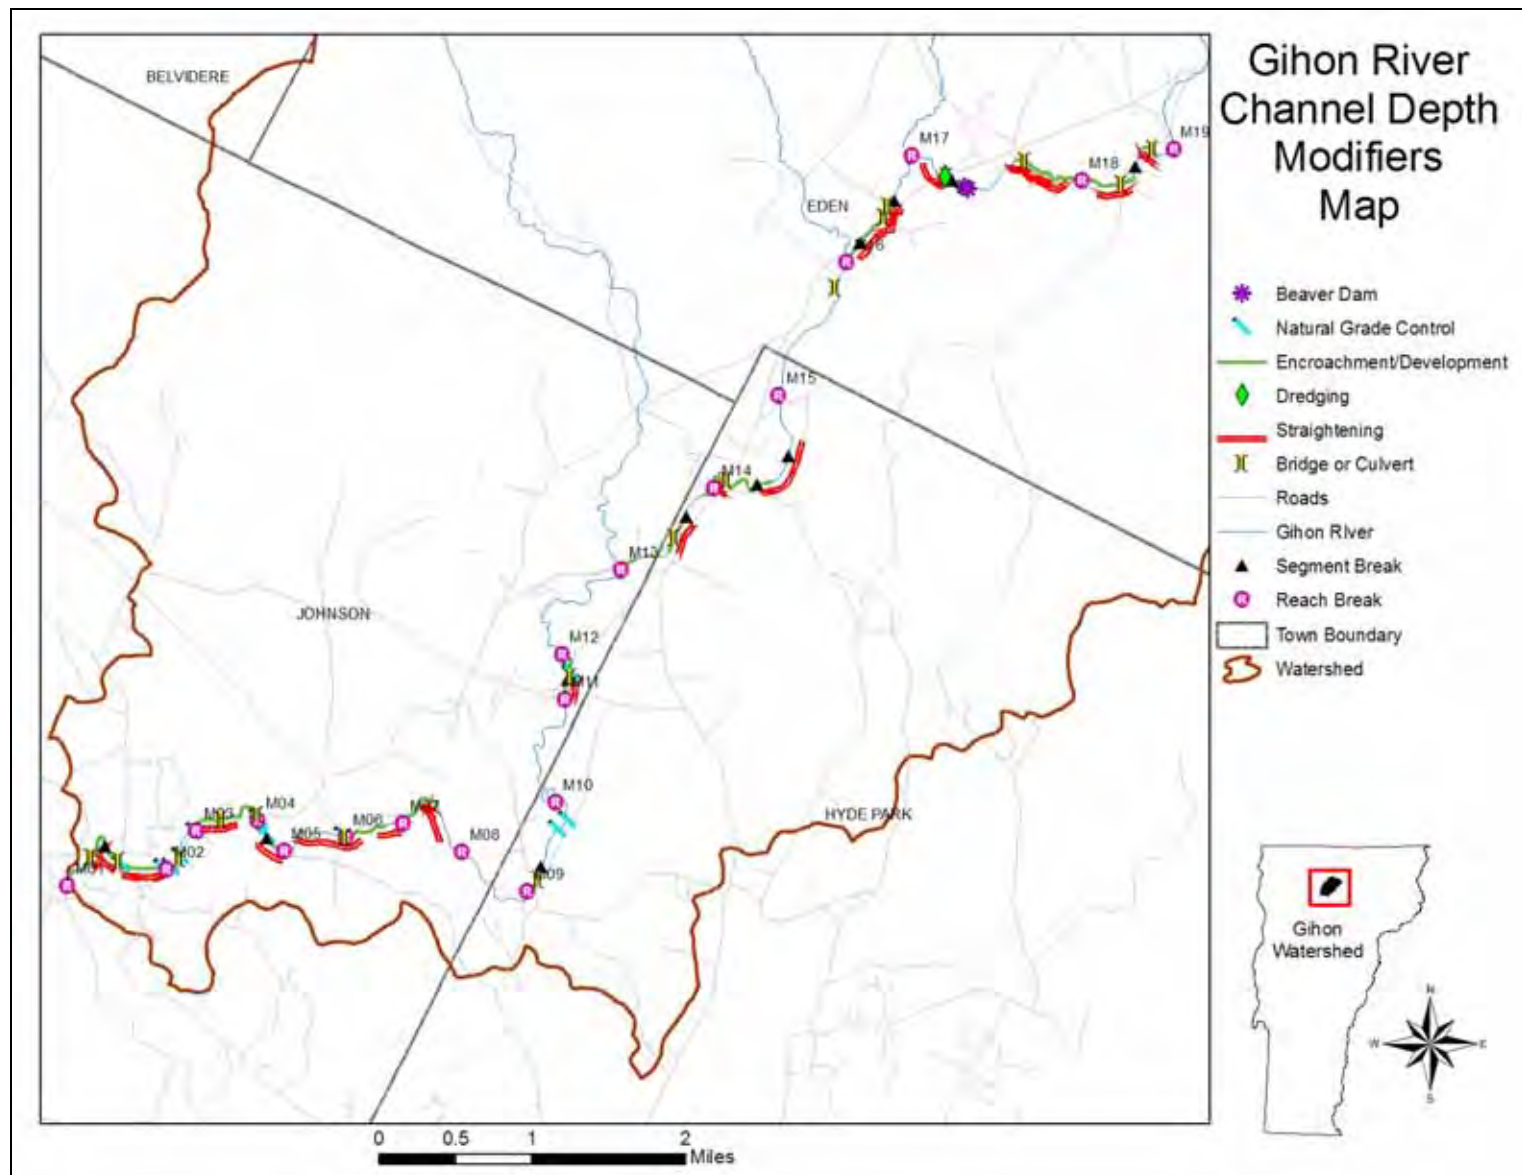 Gihon River
Channel Depth
Modifiers
Map
BELVIDERE
M19
M17
M18
EDEN
Beaver Dam
Natural Grade Control
Encroachment/Development
Dredging
Straightening
Bridge or Culvert
Roads
Gihon River
Segment Break
Reach Break
Town Boundary
Watershed
M15
M14
M13
JOHNSON
M12
M11
M10
M03
M04
M05
M06
M07
M08
M02
M01
HYDE PARK
Gihon
Watershed
N
W
E
S
0
0.5
1
2
Miles